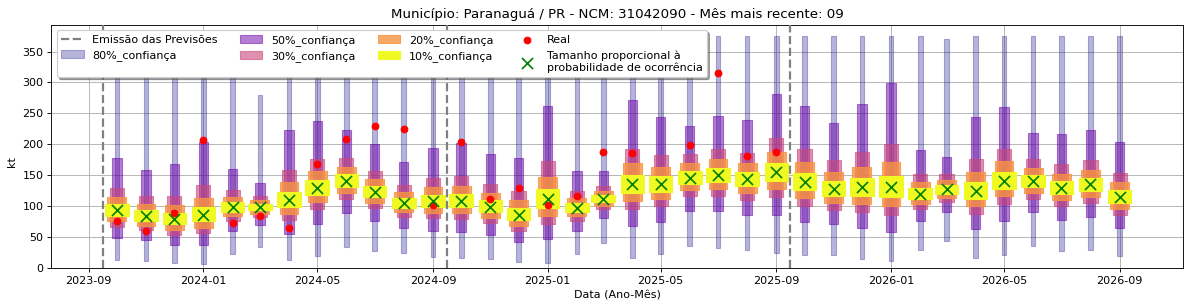 Município: Paranaguá / PR - NCM: 31042090 - Mês mais recente: 09
Emissão das Previsões
80%_confiança
50%_confiança
30%_confiança
20%_confiança
10%_confiança
Real
Tamanho proporcional à
probabilidade de ocorrência
kt
350
300
250
200
150
100
50
0
2023-09
2024-01
2024-05
2024-09
2025-01
2025-05
2025-09
2026-01
2026-05
2026-09
Data (Ano-Mês)